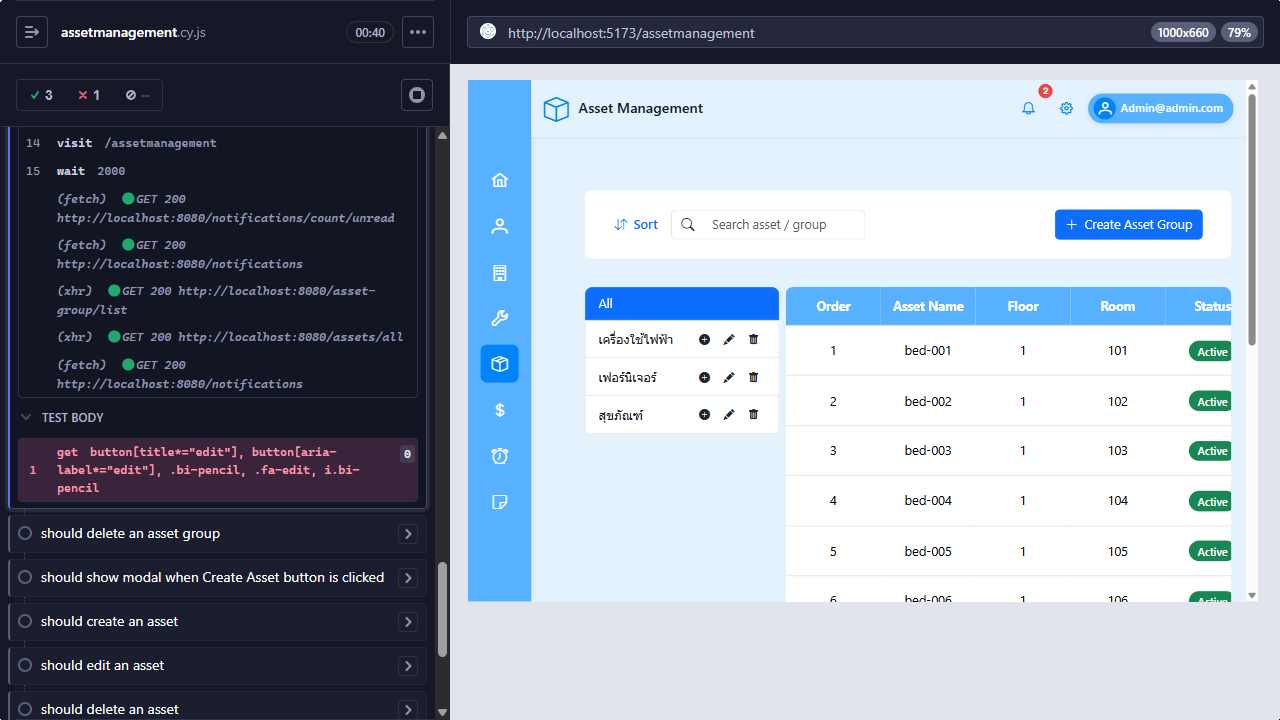 assetmanagement.cy.js
00:40
3
1
--
14 visit /assetmanagement
15 wait 2000
(fetch) GET 200
http://localhost:8080/notifications/count/unread
(fetch) GET 200
http://localhost:8080/notifications
(xhr) GET 200 http://localhost:8080/asset-
group/list
(xhr) GET 200 http://localhost:8080/assets/all
(fetch) GET 200
http://localhost:8080/notifications
TEST BODY
get button[title*="edit"], button[aria-
1 label*="edit"], .bi-pencil, .fa-edit, i.bi-
pencil
0
should delete an asset group
should show modal when Create Asset button is clicked
should create an asset
should edit an asset
should delete an asset
http://localhost:5173/assetmanagement
1000x660
79%
Asset Management
2
Admin@admin.com
Sort
Search asset / group
+ Create Asset Group
All
เครื่องใช้ไฟฟ้า
เฟอร์นิเจอร์
สุขภัณฑ์
Order Asset Name Floor Room Status
1 bed-001 1 101 Active
2 bed-002 1 102 Active
3 bed-003 1 103 Active
4 bed-004 1 104 Active
5 bed-005 1 105 Active
6 bed-006 1 106 Active